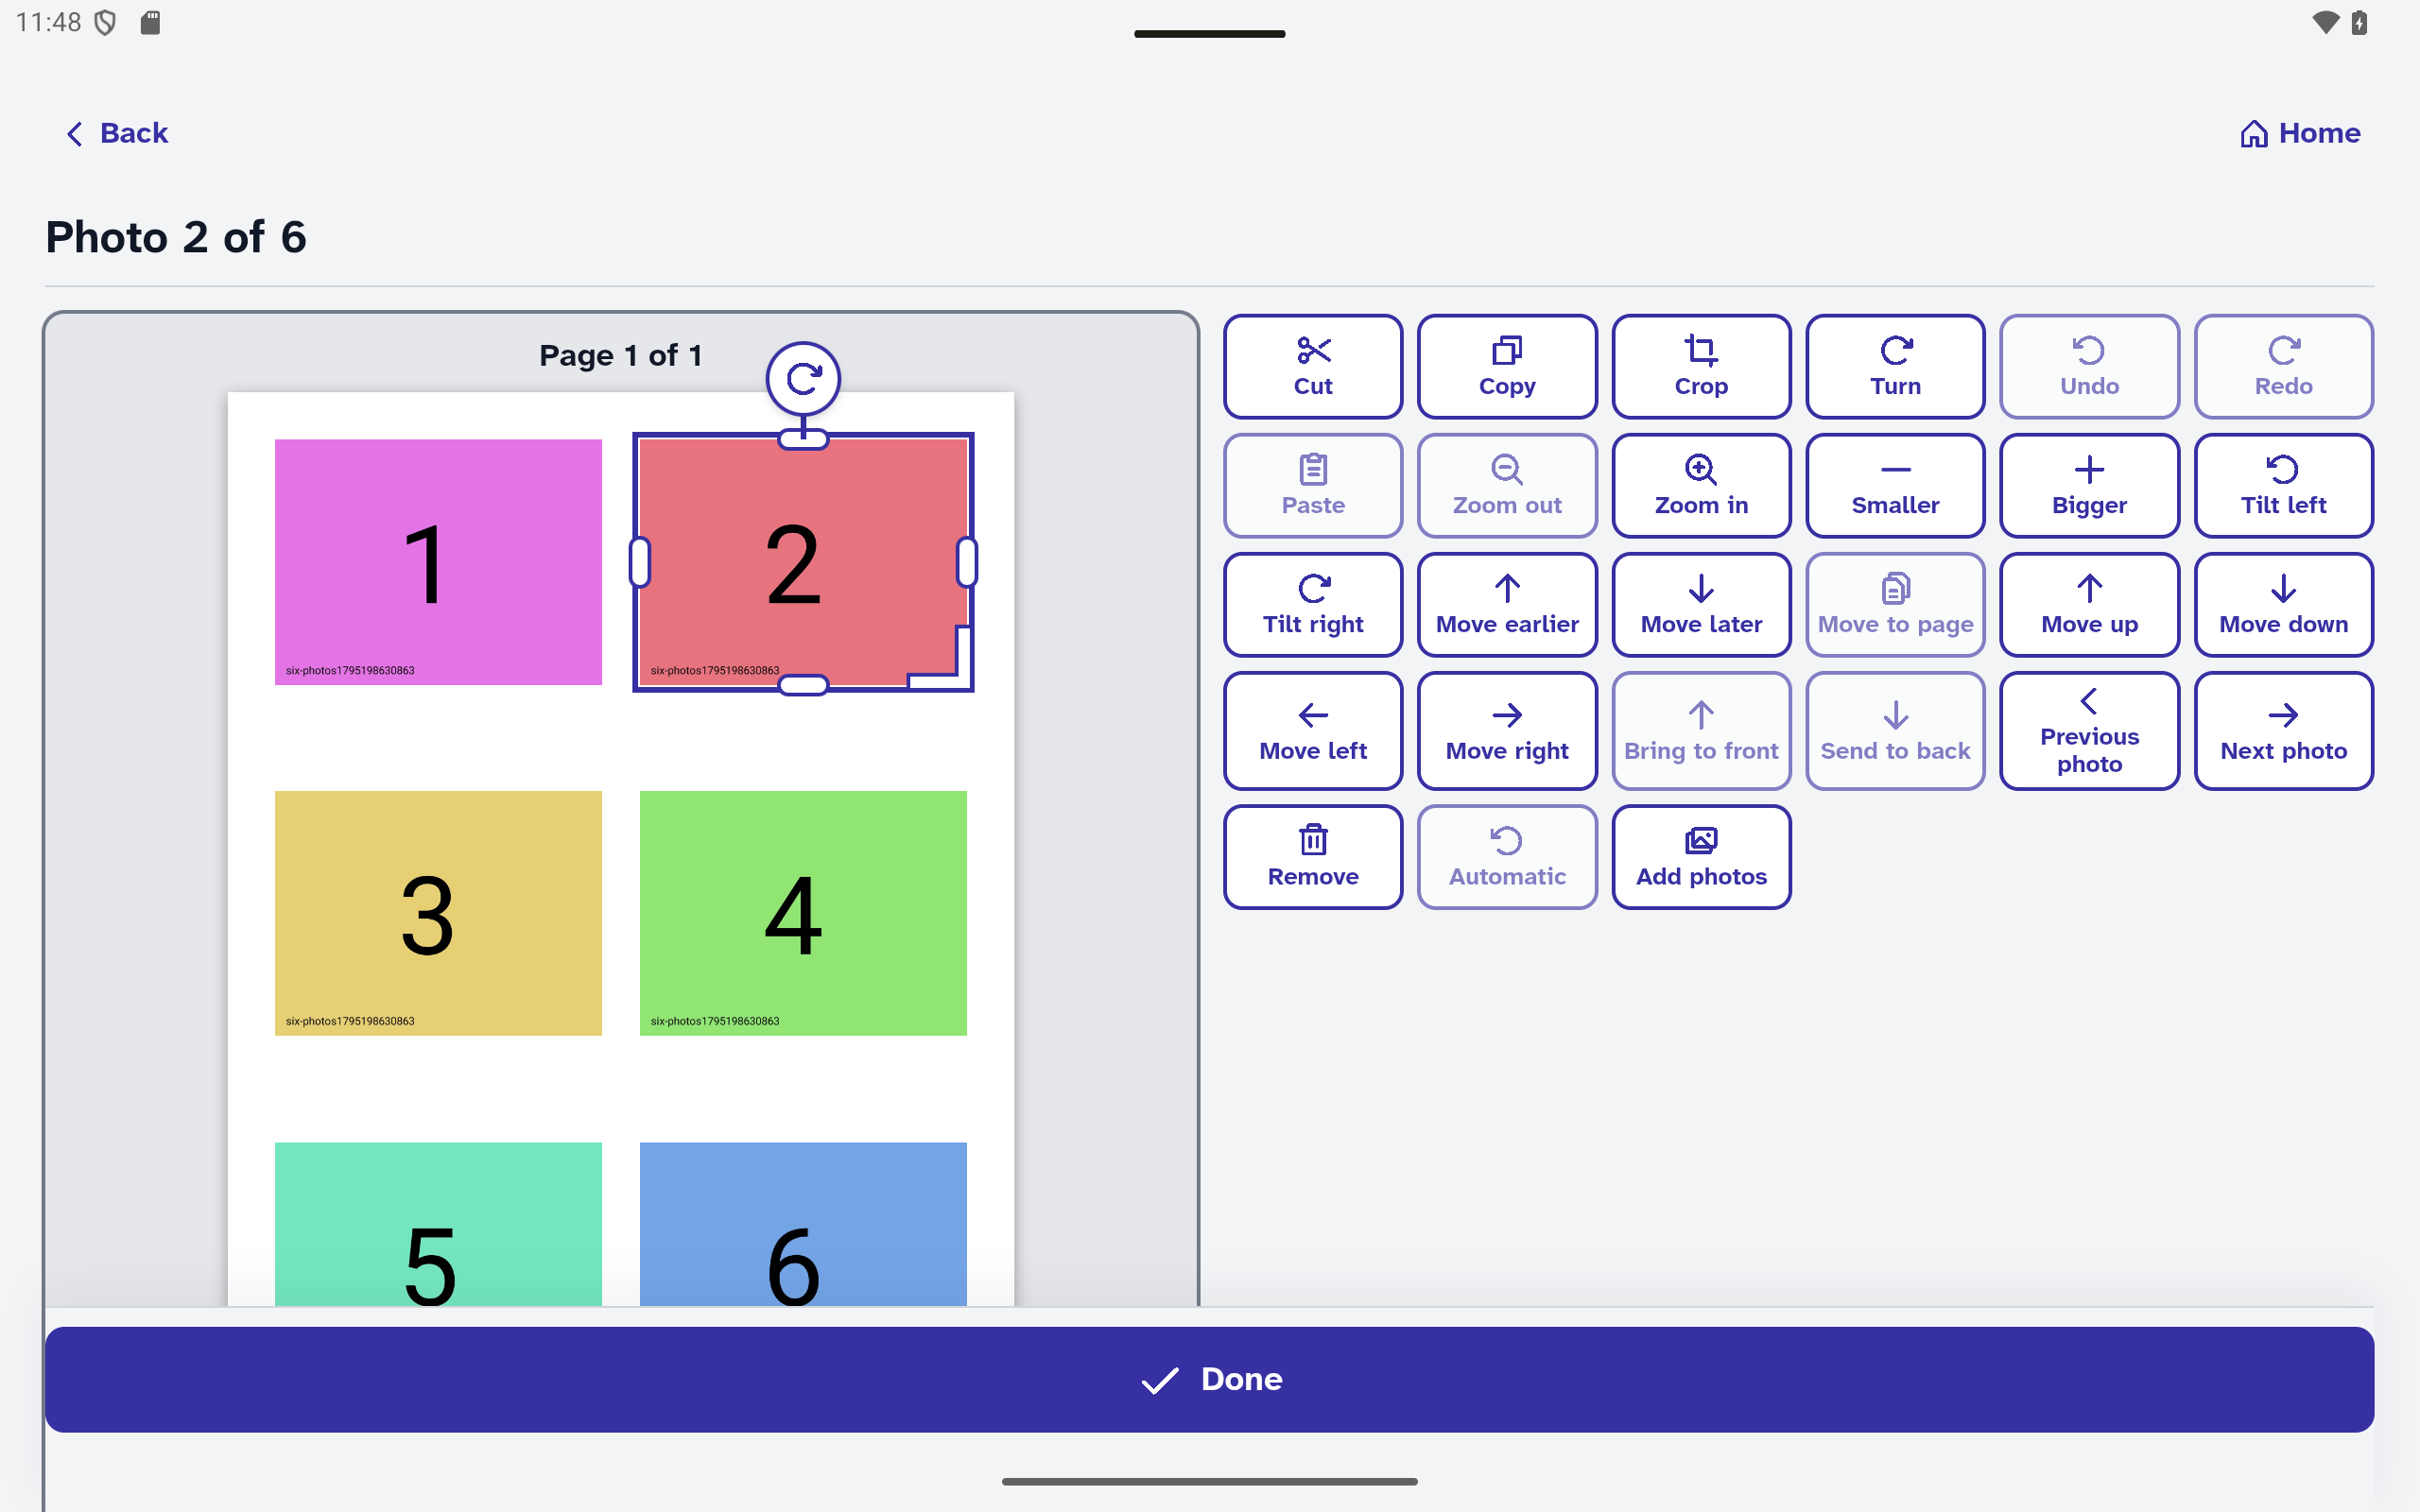 11:48
Back
Home
Photo 2 of 6
Page 1 of 1
1
six-photos1795198630863
2
six-photos1795198630863
3
six-photos1795198630863
4
six-photos1795198630863
5
6
Cut
Copy
Crop
Turn
Undo
Redo
Paste
Zoom out
Zoom in
Smaller
Bigger
Tilt left
Tilt right
Move earlier
Move later
Move to page
Move up
Move down
Move left
Move right
Bring to front
Send to back
Previous
photo
Next photo
Remove
Automatic
Add photos
Done